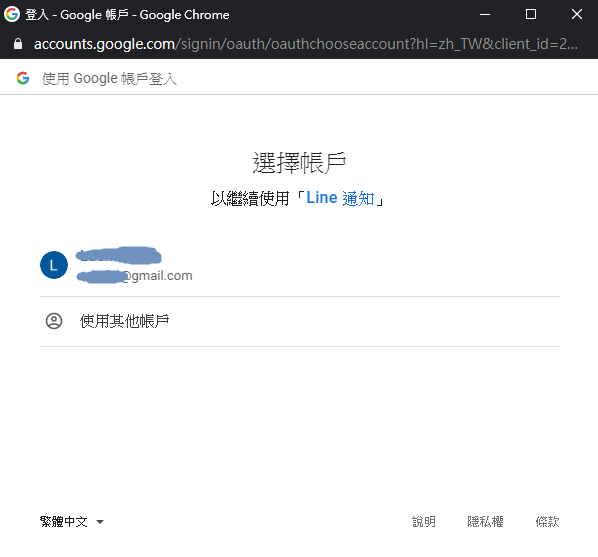 登入 - Google 帳戶 - Google Chrome
accounts.google.com/signin/oauth/oauthchooseaccount?hl=zh_TW&client_id=2...
使用 Google 帳戶登入
選擇帳戶
以繼續使用「Line 通知」
L
@gmail.com
使用其他帳戶
繁體中文 說明 隱私權 條款